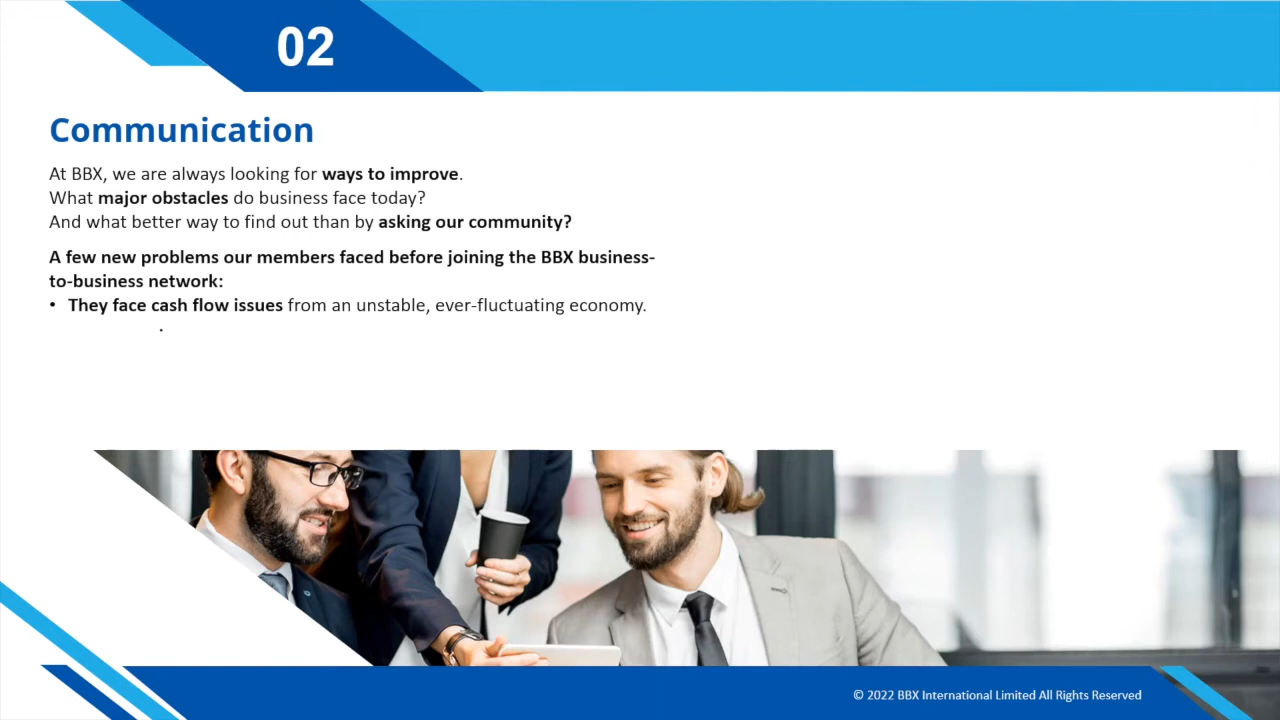 02
Communication
At BBX, we are always looking for ways to improve.
What major obstacles do business face today?
And what better way to find out than by asking our community?
A few new problems our members faced before joining the BBX business-
to-business network:
• They face cash flow issues from an unstable, ever-fluctuating economy.
.
© 2022 BBX International Limited All Rights Reserved